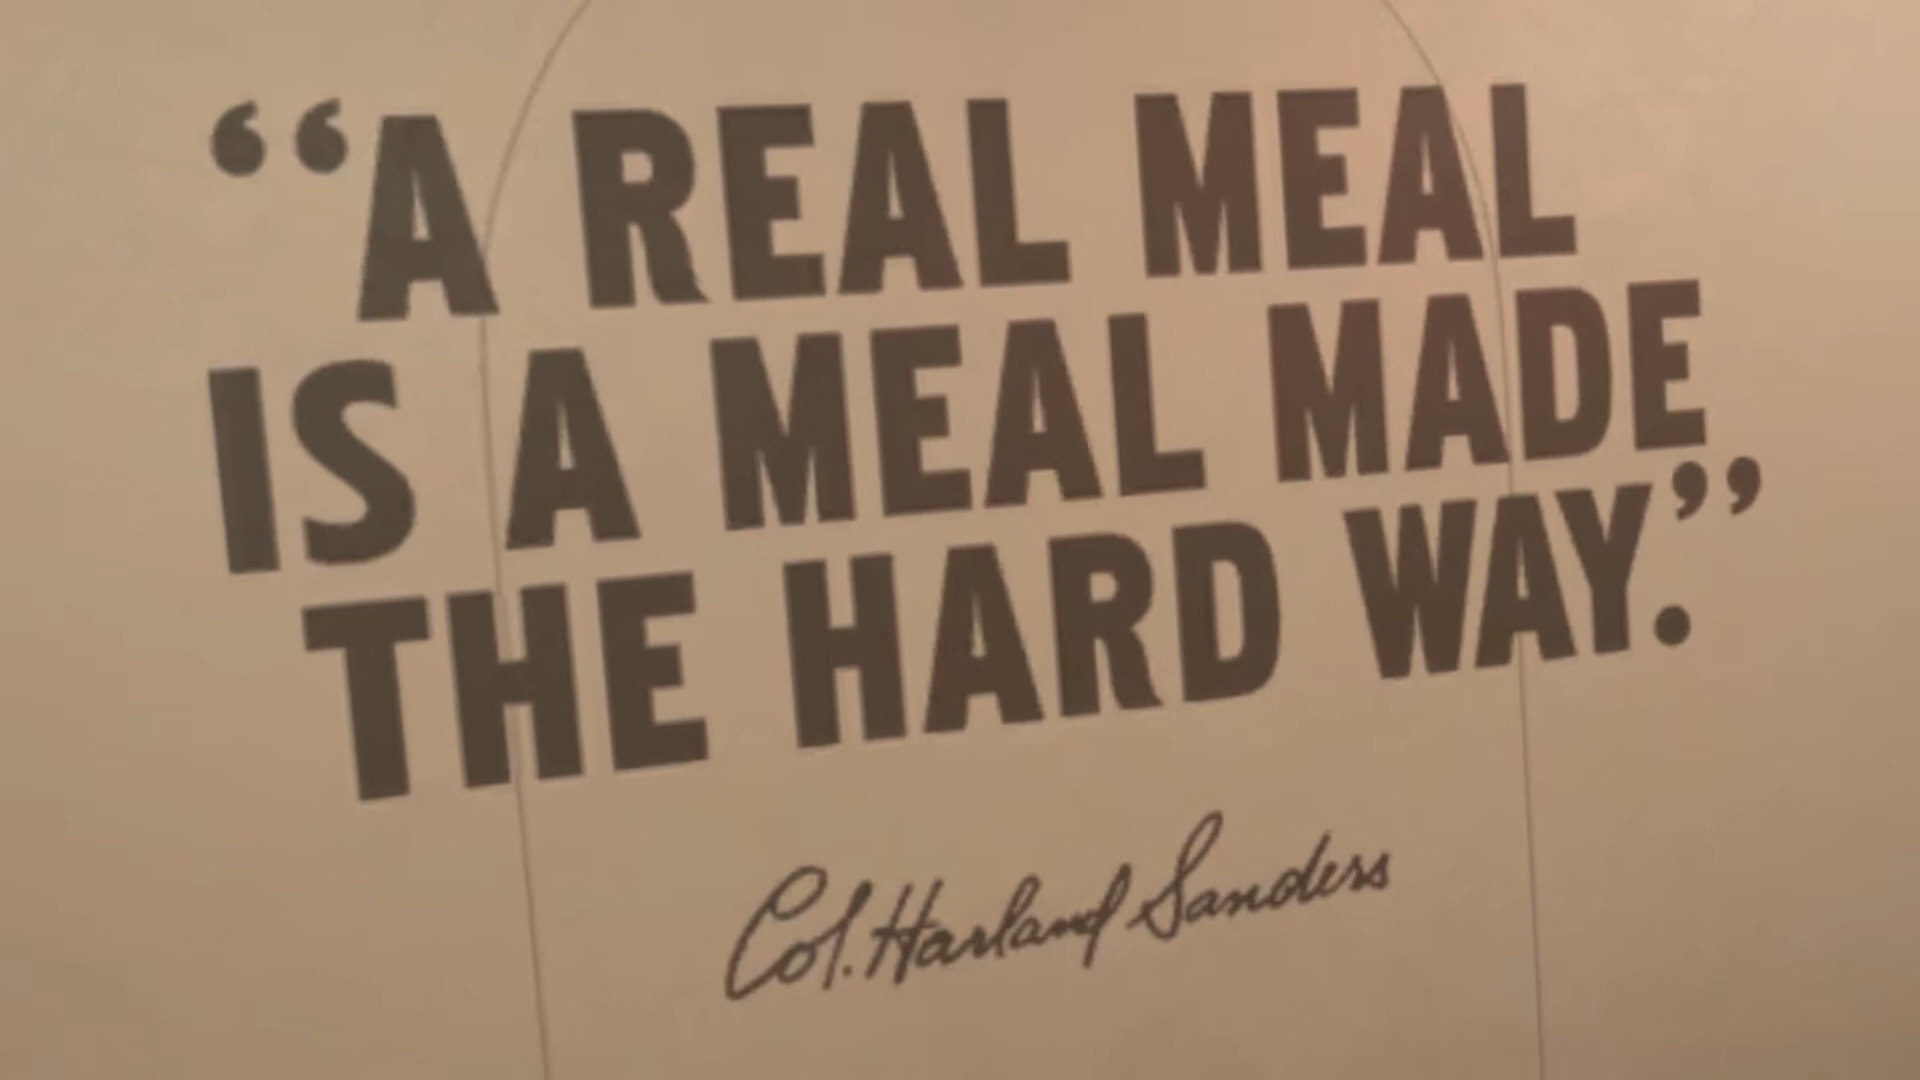 “A REAL MEAL
IS A MEAL MADE
THE HARD WAY.”
Col. Harland Sanders